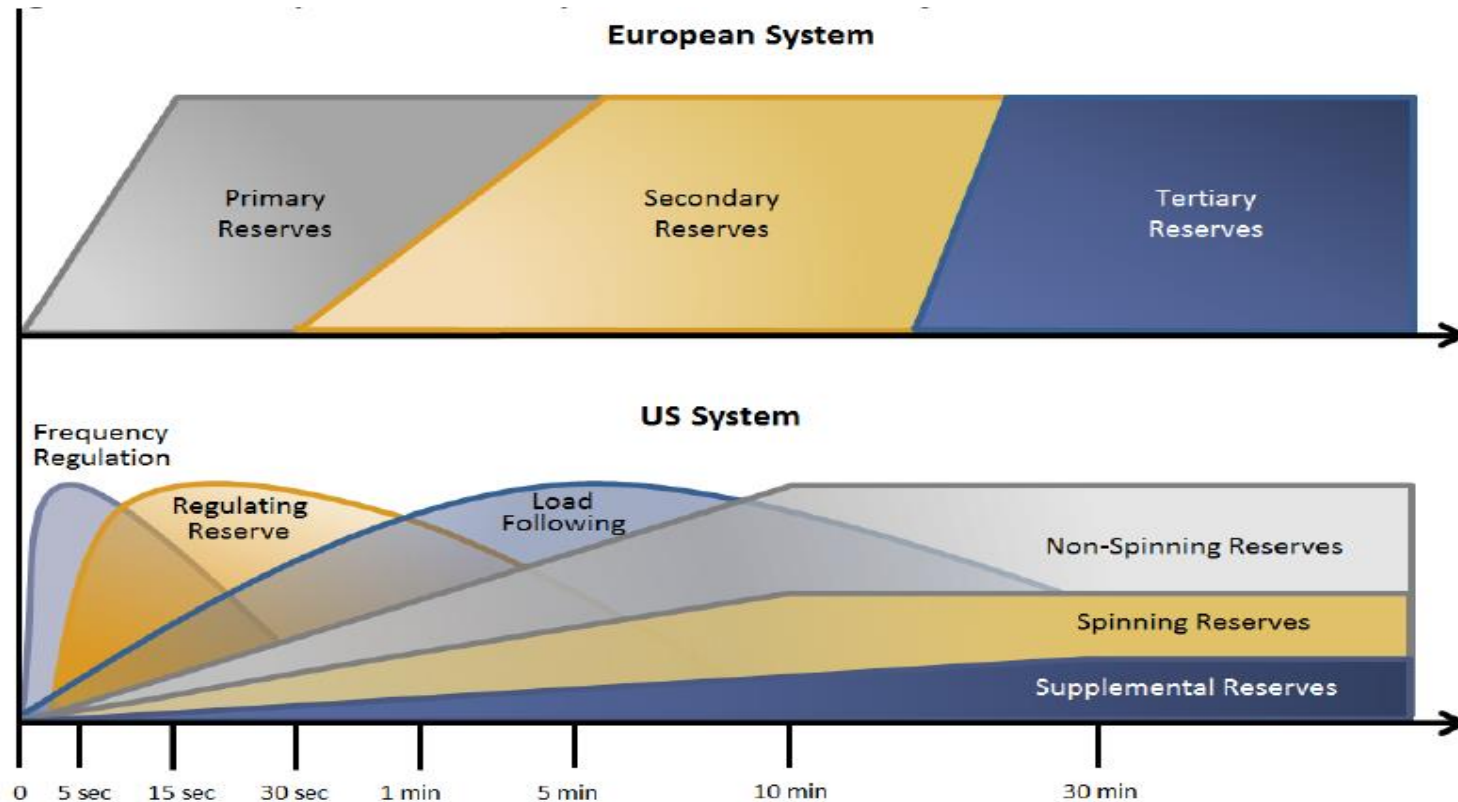 European System
Primary
Reserves
Secondary
Reserves
Tertiary
Reserves
US System
Frequency
Regulation
Regulating
Reserve
Load
Following
Non-Spinning Reserves
Spinning Reserves
Supplemental Reserves
0 5 sec 15 sec 30 sec 1 min 5 min 10 min 30 min